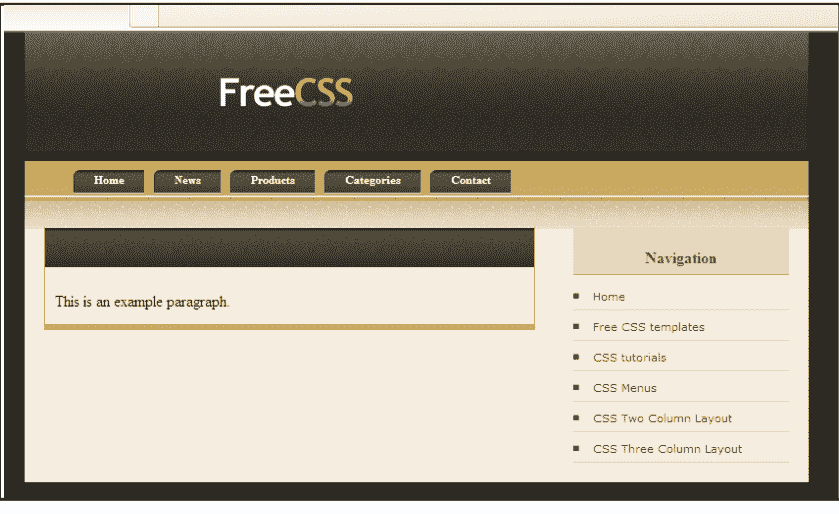 FreeCSS
Home News Products Categories Contact
This is an example paragraph.
Navigation
Home
Free CSS templates
CSS tutorials
CSS Menus
CSS Two Column Layout
CSS Three Column Layout